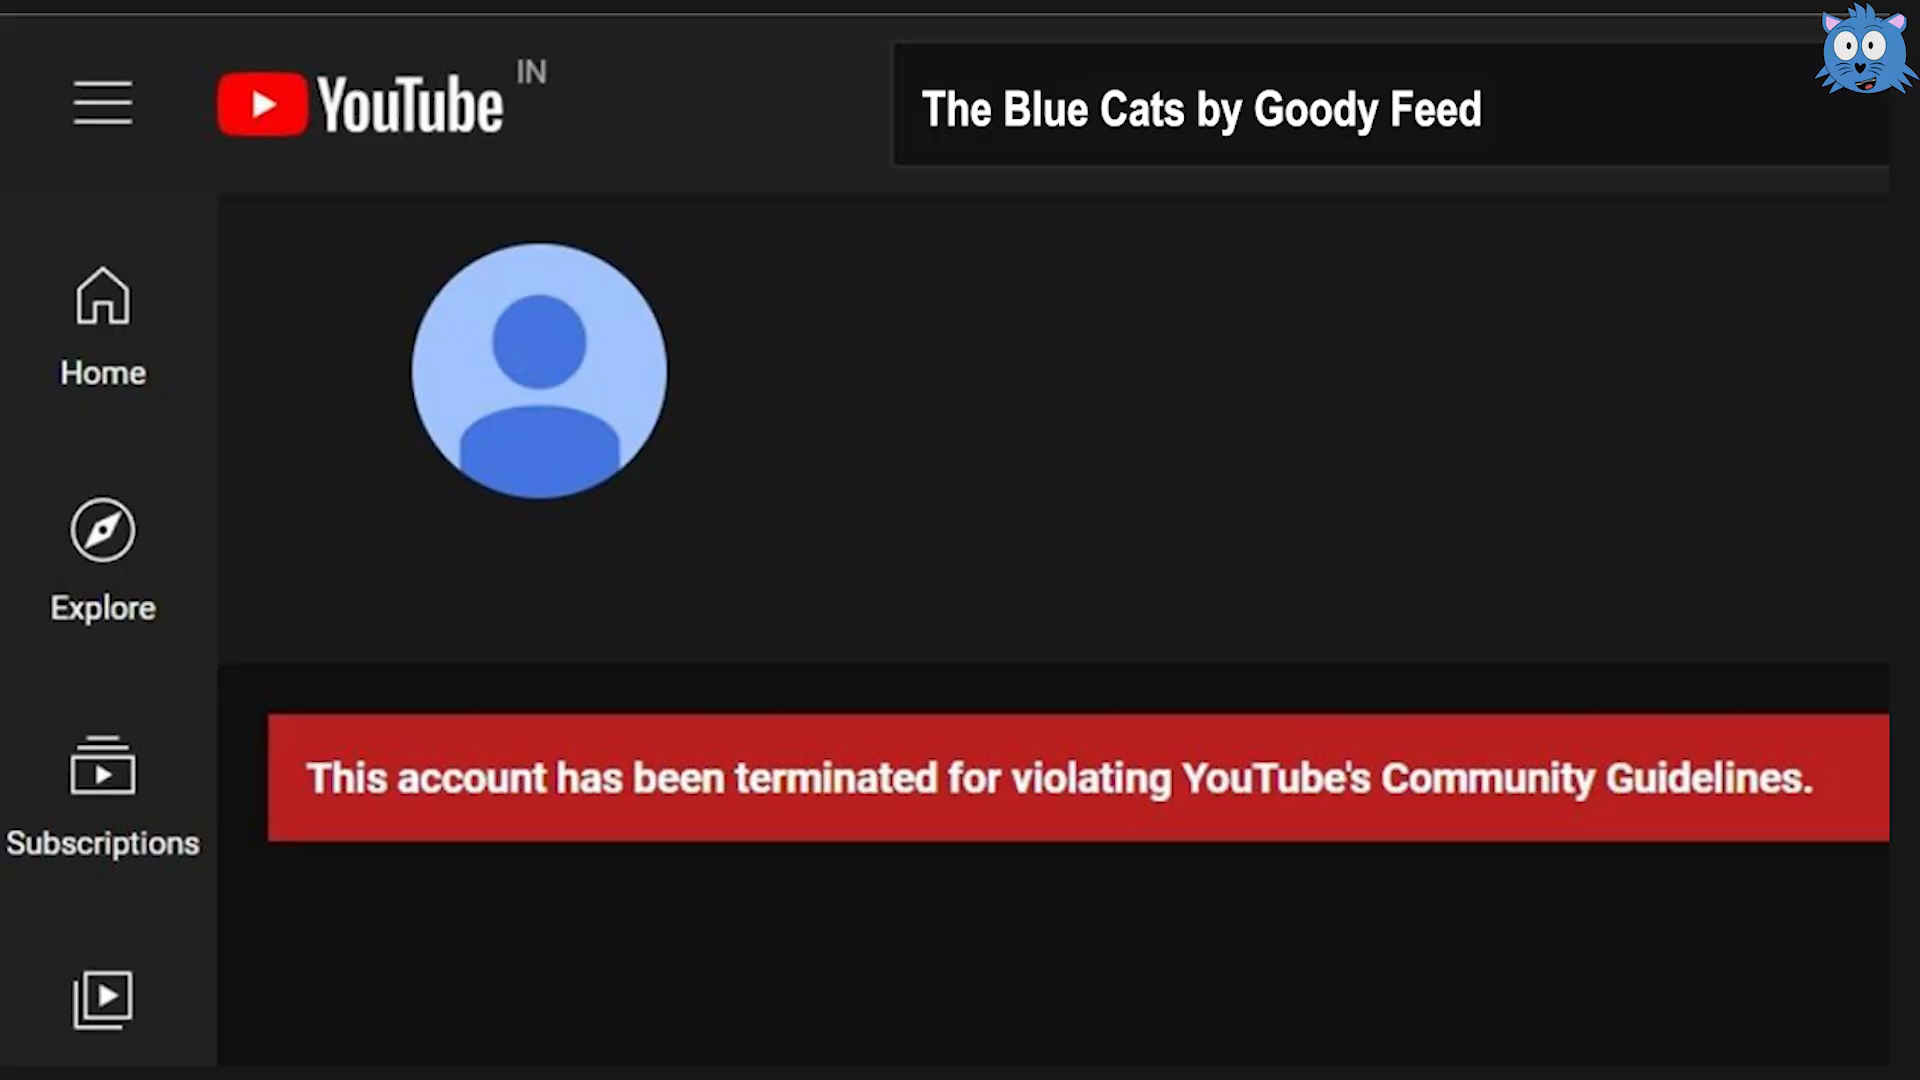 YouTube IN
The Blue Cats by Goody Feed
Home
Explore
Subscriptions
This account has been terminated for violating YouTube's Community Guidelines.